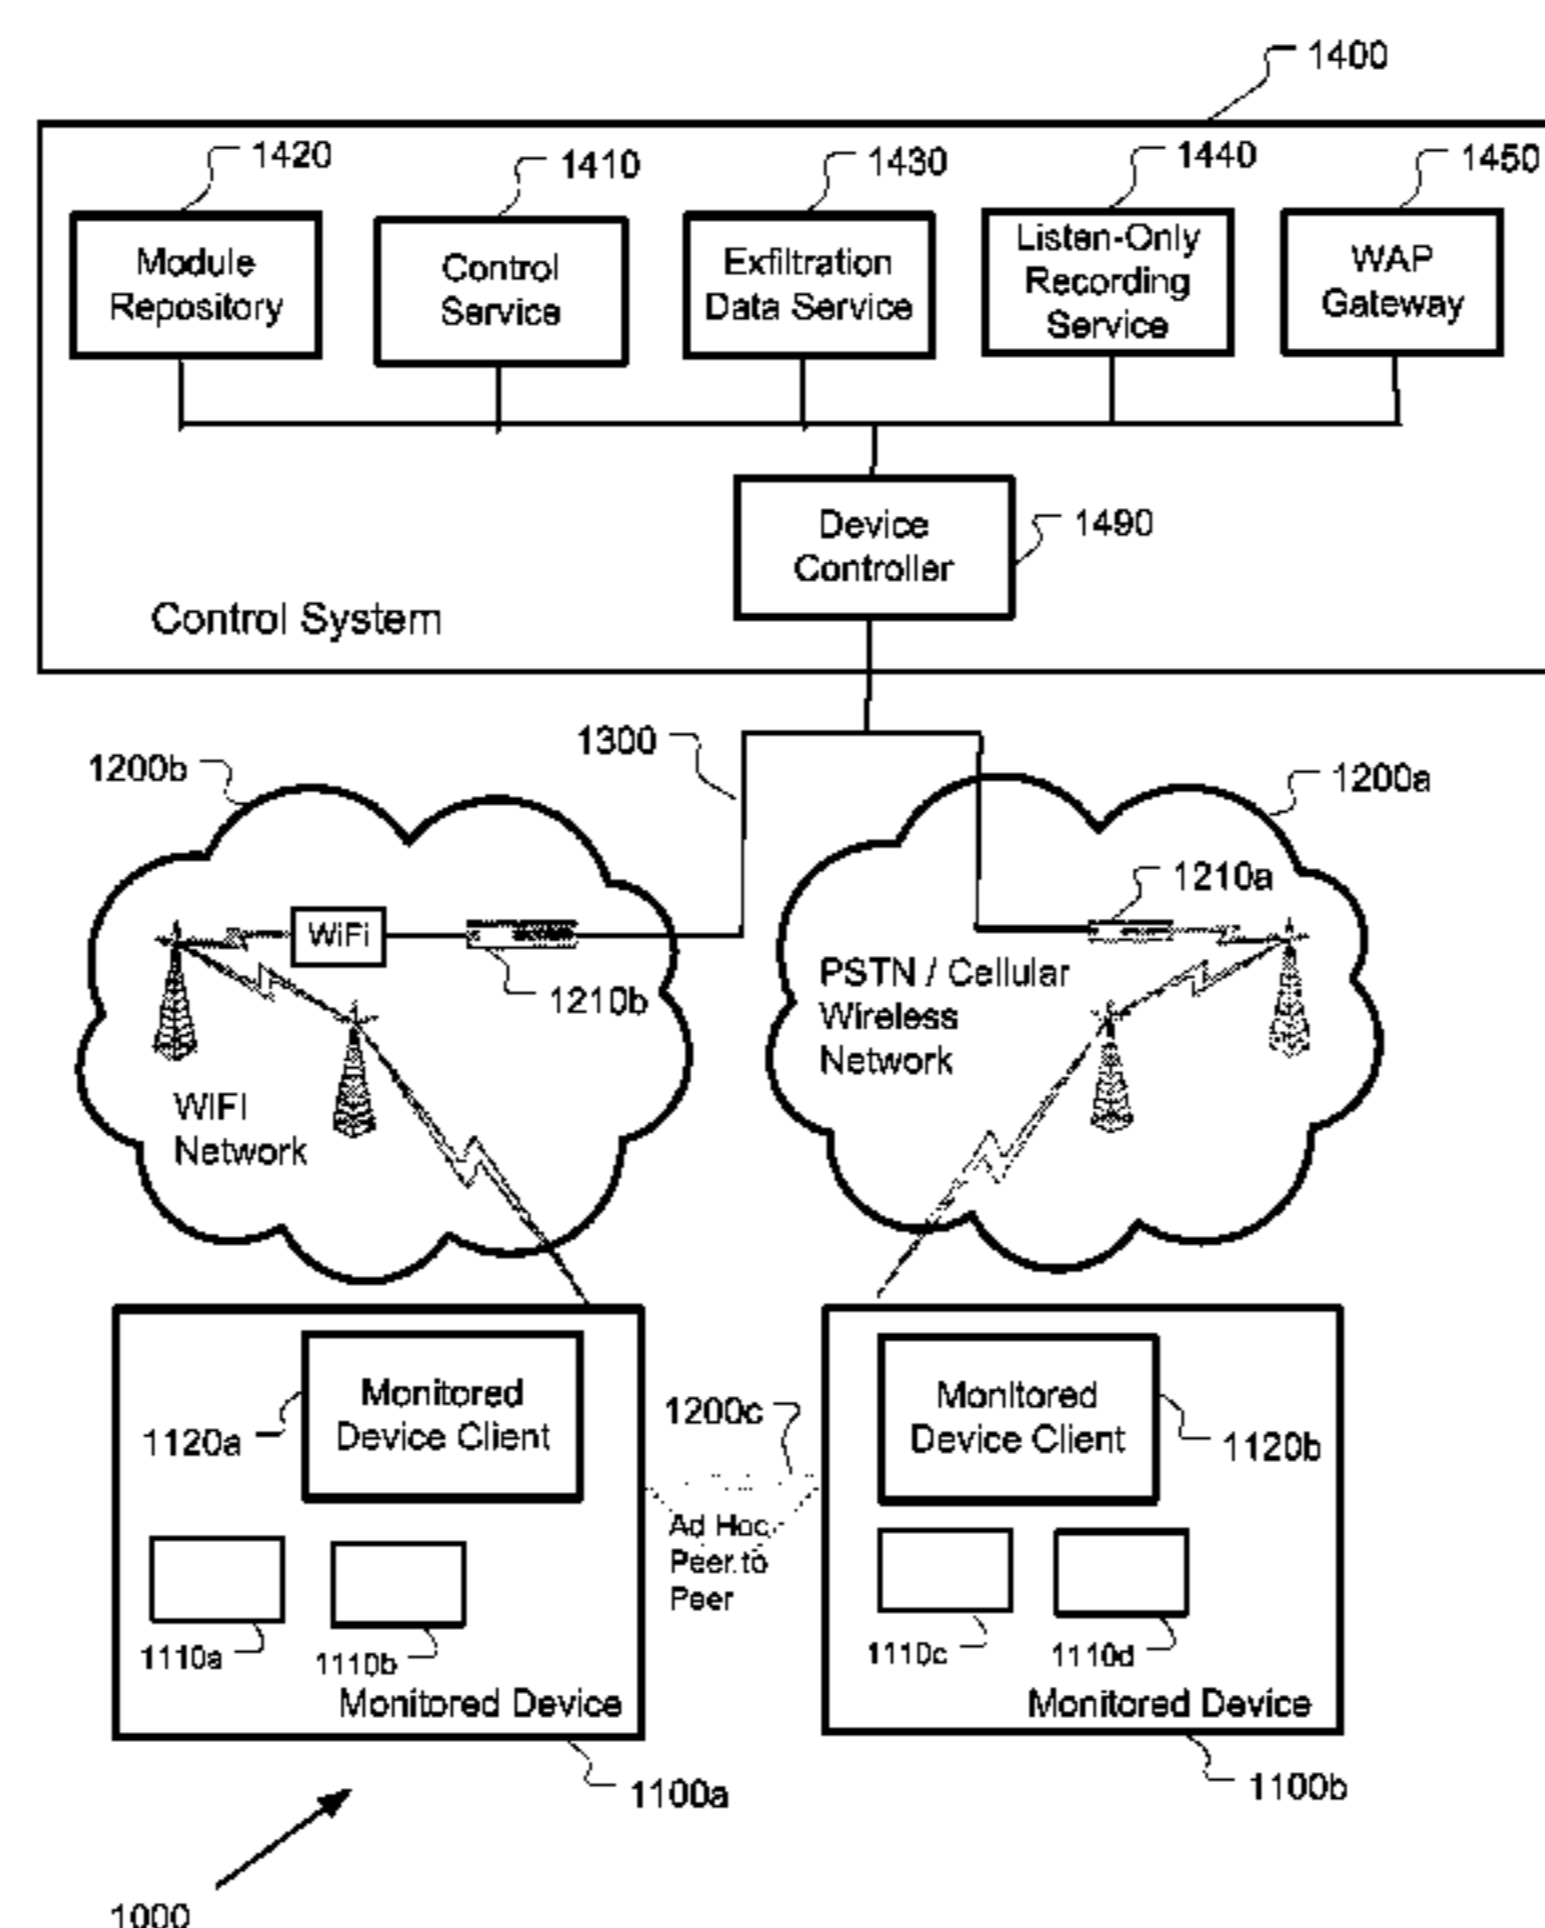 1400
1420
1410
1430
1440
1450
Module
Repository
Control
Service
Exfiltration
Data Service
Listen-Only
Recording
Service
WAP
Gateway
Device
Controller
1490
Control System
1300
1200b
1200a
WiFi
1210b
1210a
PSTN / Cellular
Wireless
Network
WIFI
Network
Monitored
Device Client
1120a
1200c
Monitored
Device Client
1120b
Ad Hoc
Peer to
Peer
1110a
1110b
1110c
1110d
Monitored Device
Monitored Device
1100a
1100b
1000